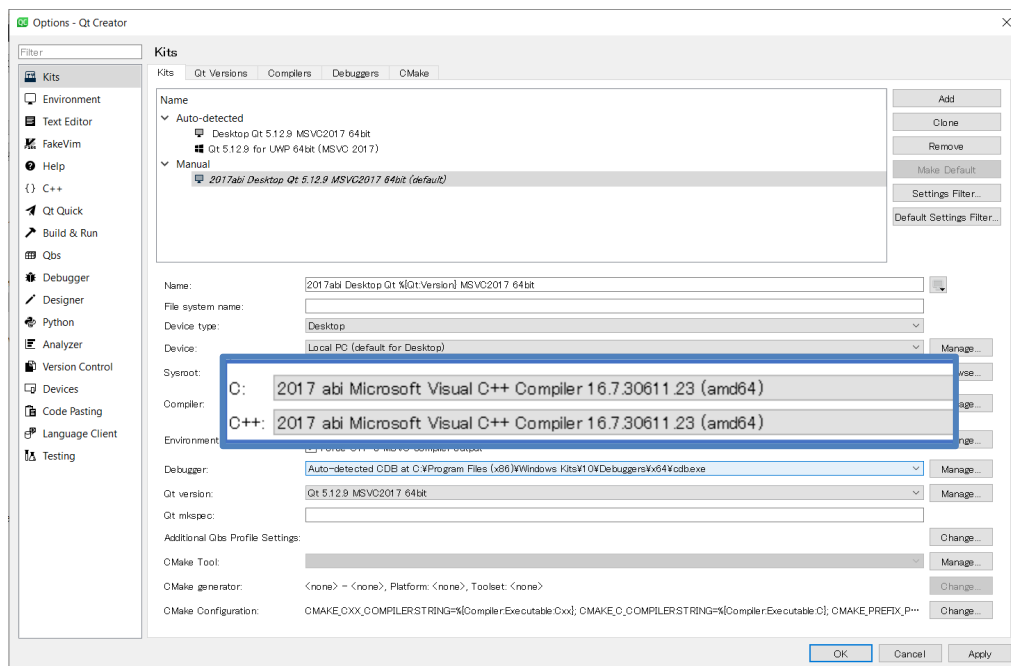 Options - Qt Creator
Filter
Kits
Environment
Text Editor
FakeVim
Help
{} C++
Qt Quick
Build & Run
Qbs
Debugger
Designer
Python
Analyzer
Version Control
Devices
Code Pasting
Language Client
Testing
Kits
Kits Qt Versions Compilers Debuggers CMake
Name
Auto-detected
Desktop Qt 5.12.9 MSVC2017 64bit
Qt 5.12.9 for UWP 64bit (MSVC 2017)
Manual
2017abi Desktop Qt 5.12.9 MSVC2017 64bit (default)
Add
Clone
Remove
Make Default
Settings Filter...
Default Settings Filter...
Name: 2017abi Desktop Qt %{Qt:Version} MSVC2017 64bit
File system name:
Device type: Desktop
Device: Local PC (default for Desktop) Manage...
Sysroot:
Compiler:
C: 2017 abi Microsoft Visual C++ Compiler 16.7.30611.23 (amd64)
C++: 2017 abi Microsoft Visual C++ Compiler 16.7.30611.23 (amd64)
Environment
Debugger: Auto-detected CDB at C:¥Program Files (x86)¥Windows Kits¥10¥Debuggers¥x64¥cdb.exe Manage...
Qt version: Qt 5.12.9 MSVC2017 64bit Manage...
Qt mkspec:
Additional Qbs Profile Settings: Change...
CMake Tool: Manage...
CMake generator: <none> - <none>, Platform: <none>, Toolset: <none> Change...
CMake Configuration: CMAKE_CXX_COMPILER:STRING=%{Compiler:Executable:Cxx}; CMAKE_C_COMPILER:STRING=%{Compiler:Executable:C}; CMAKE_PREFIX_P··· Change...
OK Cancel Apply